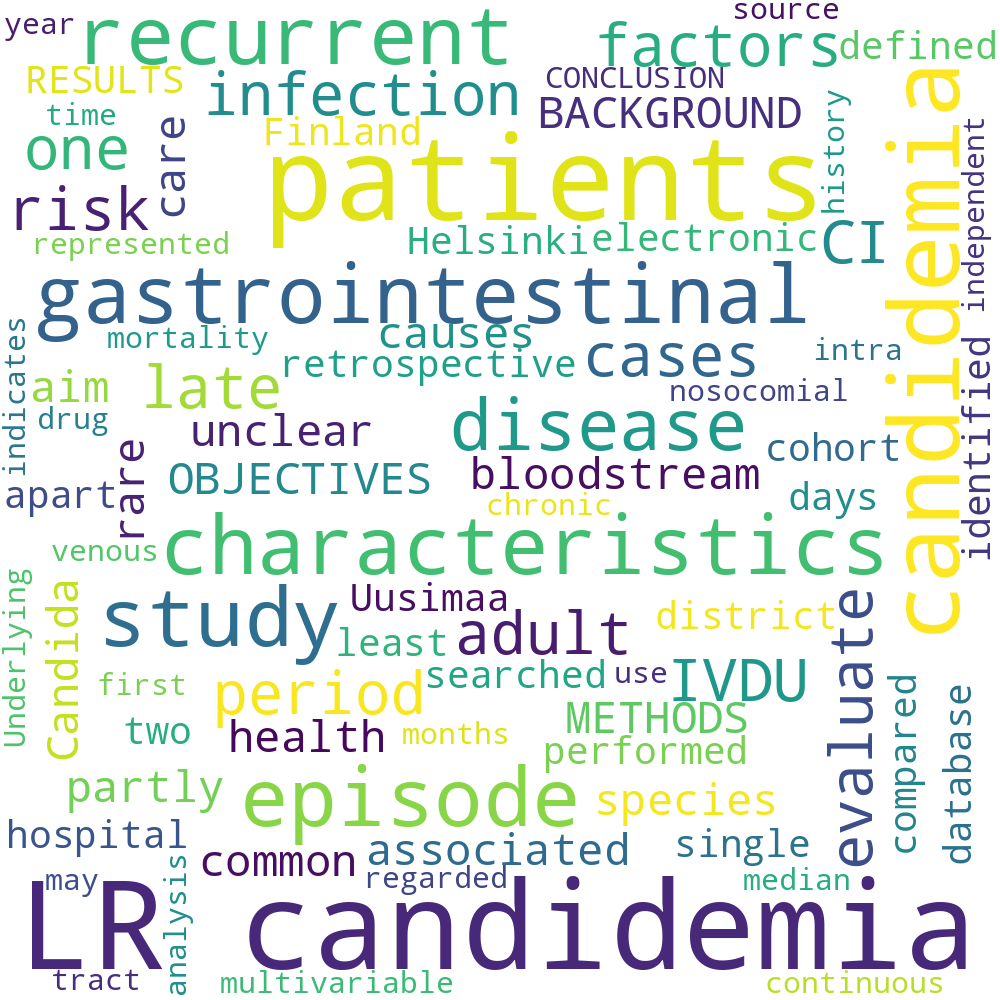 year
recurrent
source
factors
defined
RESULTS
infection
CONCLUSION
BACKGROUND
candidemia
time
care
Finland
history
one
patients
independent
risk
represented
Helsinki
electronic
CI
gastrointestinal
indicates
mortality
causes
retrospective
cases
intra
identified
aim
late
nosocomial
drug
unclear
disease
cohort
rare
OBJECTIVES
bloodstream
apart
chronic
days
venous
characteristics
Underlying
Candida
study
Uusimaa
adult
district
evaluate
least
first
period
searched
use
IVDU
compared
database
two
health
months
METHODS
performed
partly
episode
species
hospital
common
associated
single
may
analysis
regarded
median
LR candidemia
tract
multivariable
continuous